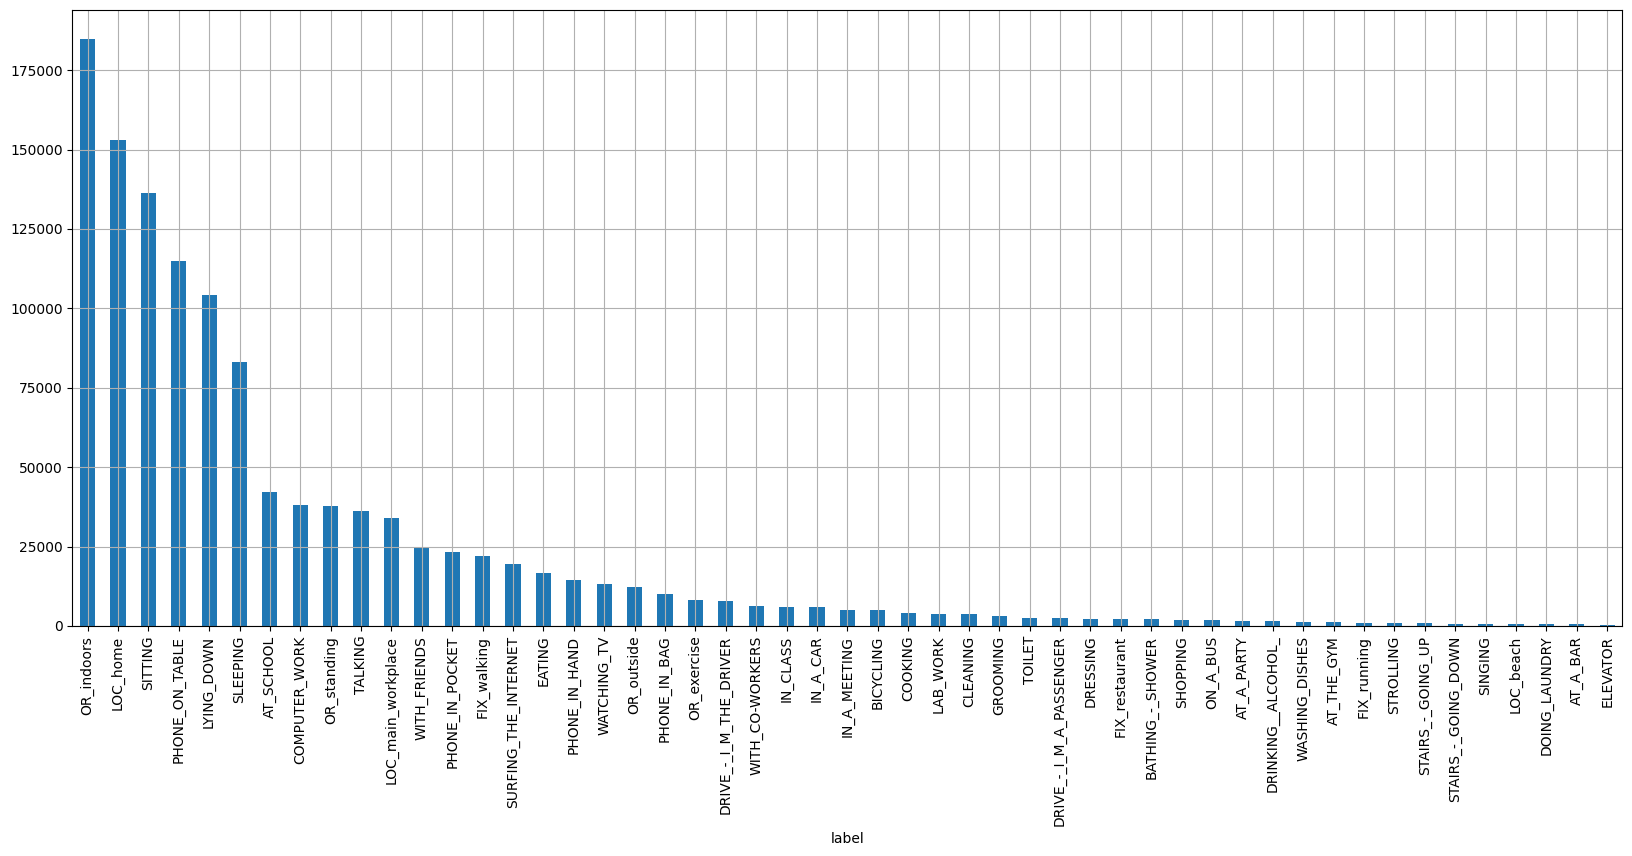 175000
150000
125000
100000
75000
50000
25000
0
OR_indoors
LOC_home
SITTING
PHONE_ON_TABLE
LYING_DOWN
SLEEPING
AT_SCHOOL
COMPUTER_WORK
OR_standing
TALKING
LOC_main_workplace
WITH_FRIENDS
PHONE_IN_POCKET
FIX_walking
SURFING_THE_INTERNET
EATING
PHONE_IN_HAND
WATCHING_TV
OR_outside
PHONE_IN_BAG
OR_exercise
DRIVE_-_I_M_THE_DRIVER
WITH_CO-WORKERS
IN_CLASS
IN_A_CAR
IN_A_MEETING
BICYCLING
COOKING
LAB_WORK
CLEANING
GROOMING
TOILET
DRIVE_-_I_M_A_PASSENGER
DRESSING
FIX_restaurant
BATHING_-_SHOWER
SHOPPING
ON_A_BUS
AT_A_PARTY
DRINKING__ALCOHOL_
WASHING_DISHES
AT_THE_GYM
FIX_running
STROLLING
STAIRS_-_GOING_UP
STAIRS_-_GOING_DOWN
SINGING
LOC_beach
DOING_LAUNDRY
AT_A_BAR
ELEVATOR
label